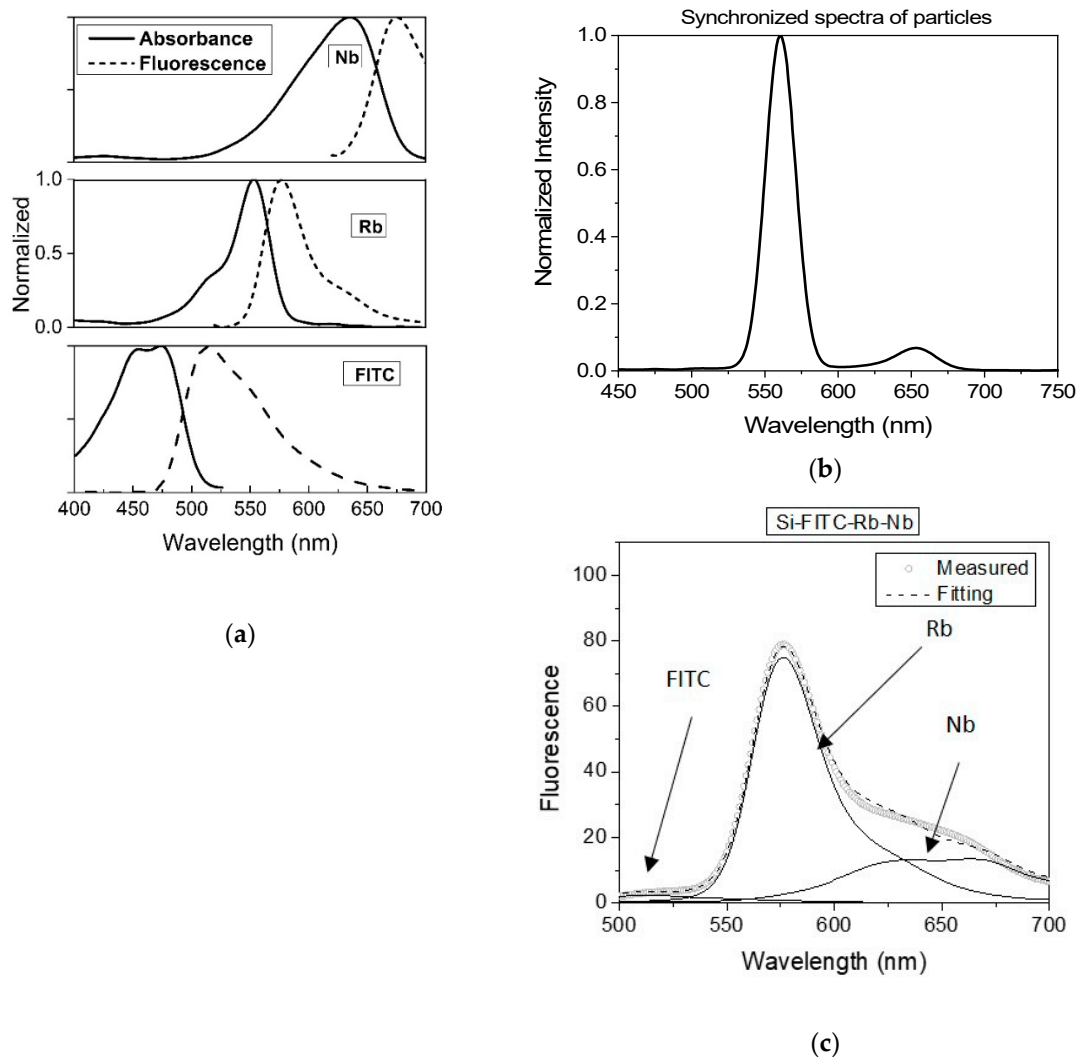 Absorbance
Fluorescence
Nb
Normalized
1.0
0.5
0.0
Rb
FITC
400 450 500 550 600 650 700
Wavelength (nm)
(a)
Synchronized spectra of particles
Normalized Intensity
1.0
0.8
0.6
0.4
0.2
0.0
450 500 550 600 650 700 750
Wavelength (nm)
(b)
Si-FITC-Rb-Nb
Measured
Fitting
Fluorescence
100
80
60
40
20
0
FITC
Rb
Nb
500 550 600 650 700
Wavelength (nm)
(c)